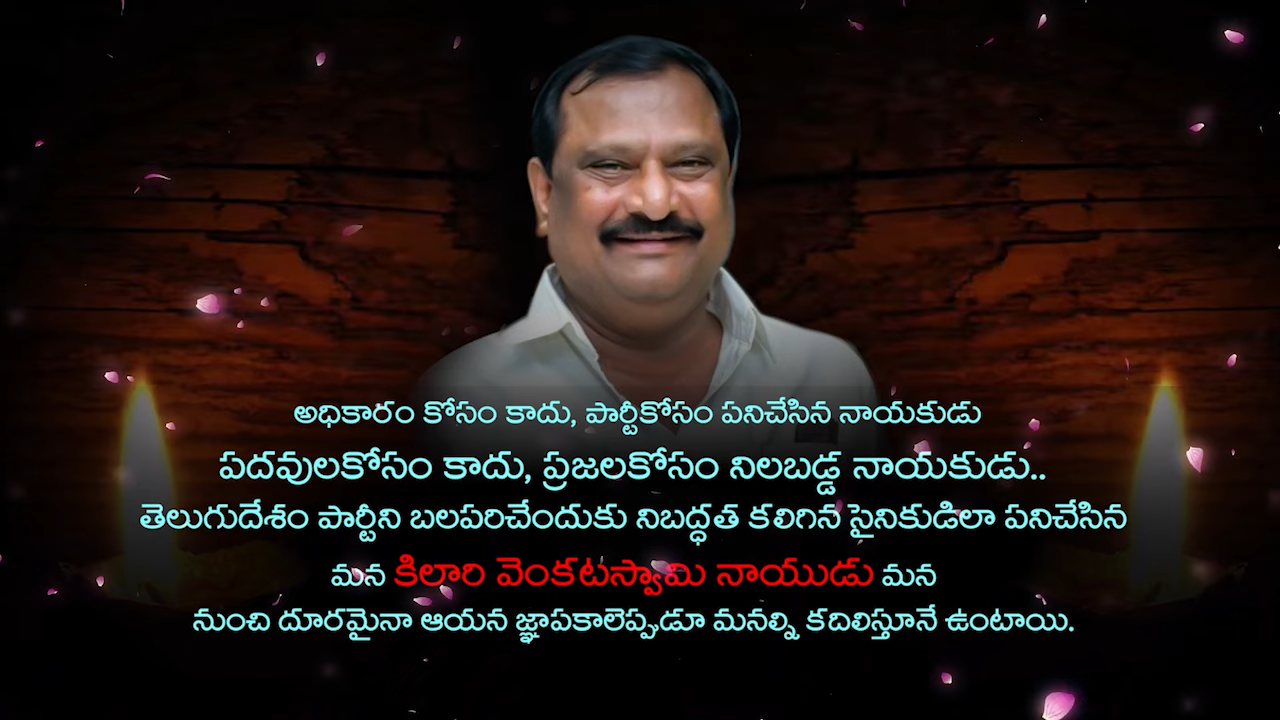 అధికారం కోసం కాదు, పార్టీకోసం పనిచేసిన నాయకుడు
పదవులకోసం కాదు, ప్రజలకోసం నిలబడ్డ నాయకుడు..
తెలుగుదేశం పార్టీని బలపరిచేందుకు నిబద్ధత కలిగిన సైనికుడిలా పనిచేసిన
మన కిలారి వెంకటస్వామి నాయుడు మన
నుంచి దూరమైనా ఆయన జ్ఞాపకాలెప్పుడూ మనల్ని కదిలిస్తూనే ఉంటాయి.